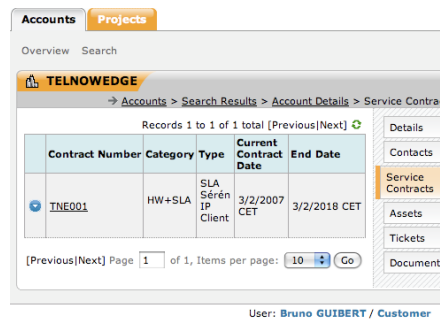 Accounts Projects
Overview Search
TELNOWEDGE
→ Accounts > Search Results > Account Details > Service Contra
Records 1 to 1 of 1 total [Previous|Next]
Contract Number Category Type Current Contract Date End Date
TNE001 HW+SLA SLA Sérén IP Client 3/2/2007 CET 3/2/2018 CET
[Previous|Next] Page 1 of 1, Items per page: 10 Go
Details
Contacts
Service
Contracts
Assets
Tickets
Document
User: Bruno GUIBERT / Customer